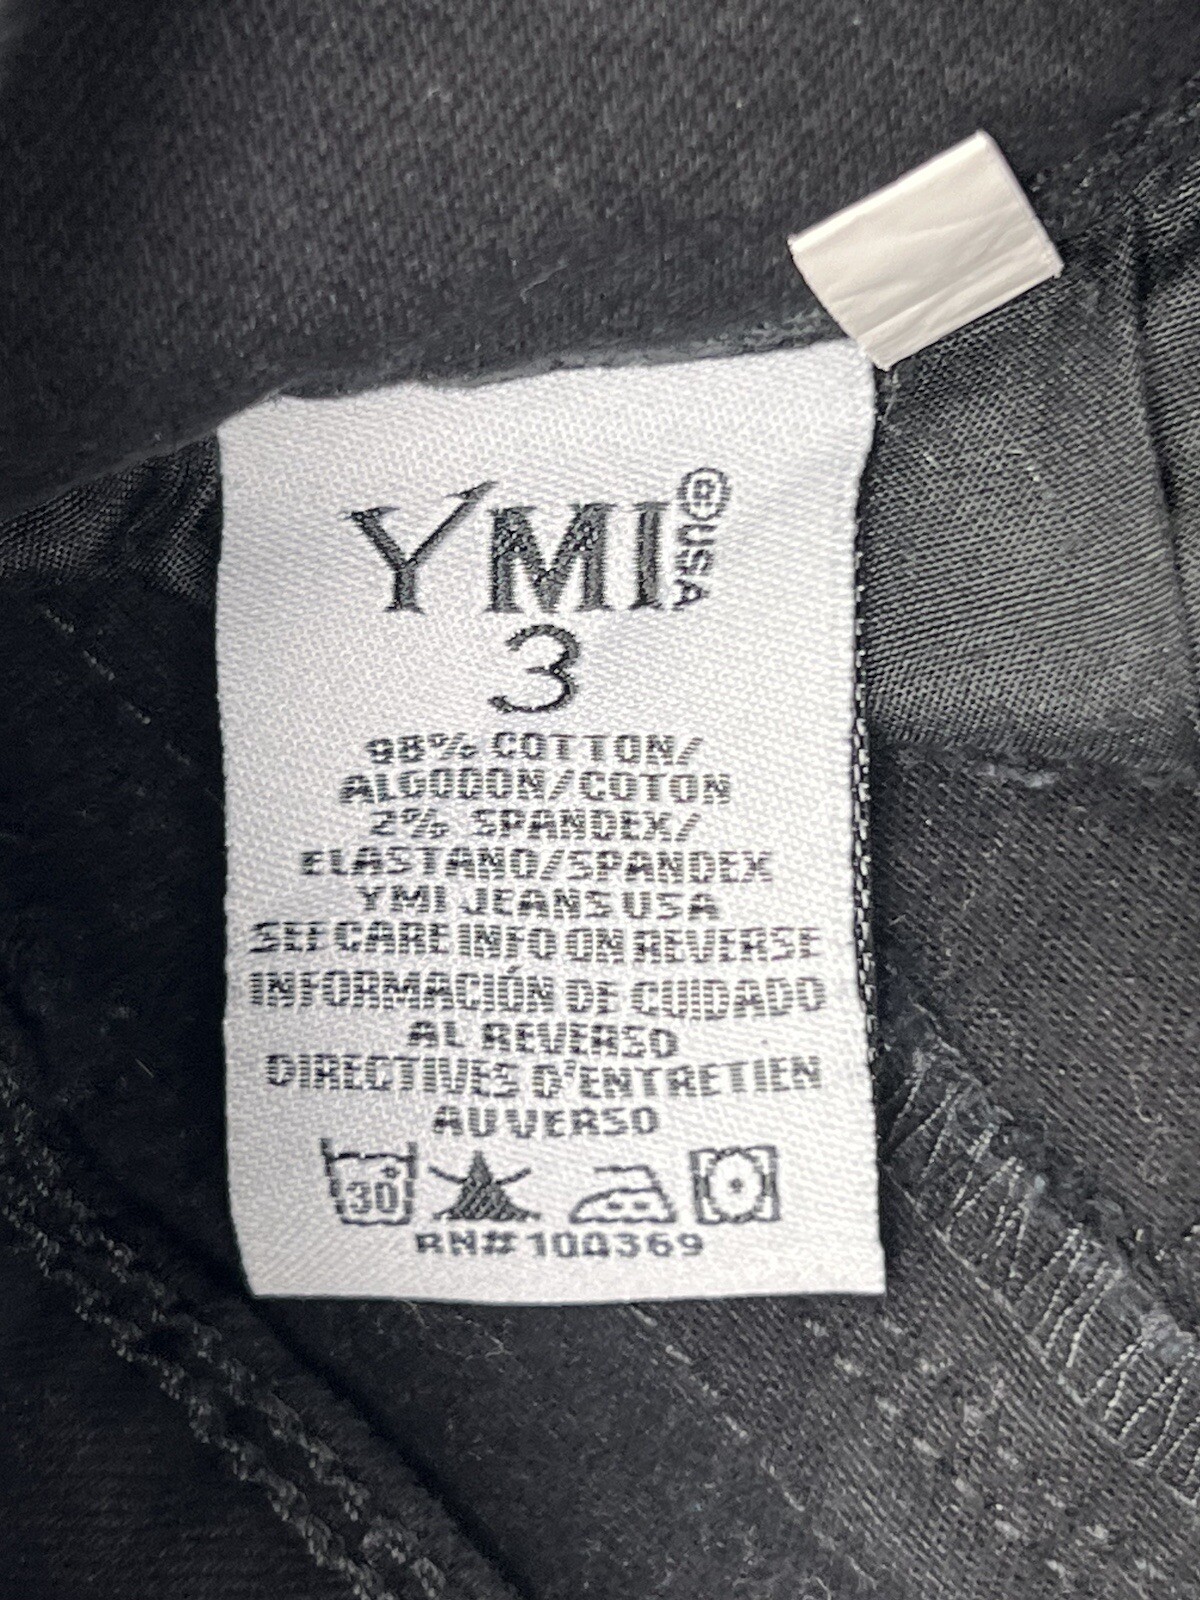 YMI® USA
3
98% COTTON/
ALGODON/COTON
2% SPANDEX/
ELASTANO/SPANDEX
YMI JEANS USA
SEE CARE INFO ON REVERSE
INFORMACIÓN DE CUIDADO
AL REVERSO
DIRECTIVES D'ENTRETIEN
AU VERSO
30°
RN# 100369